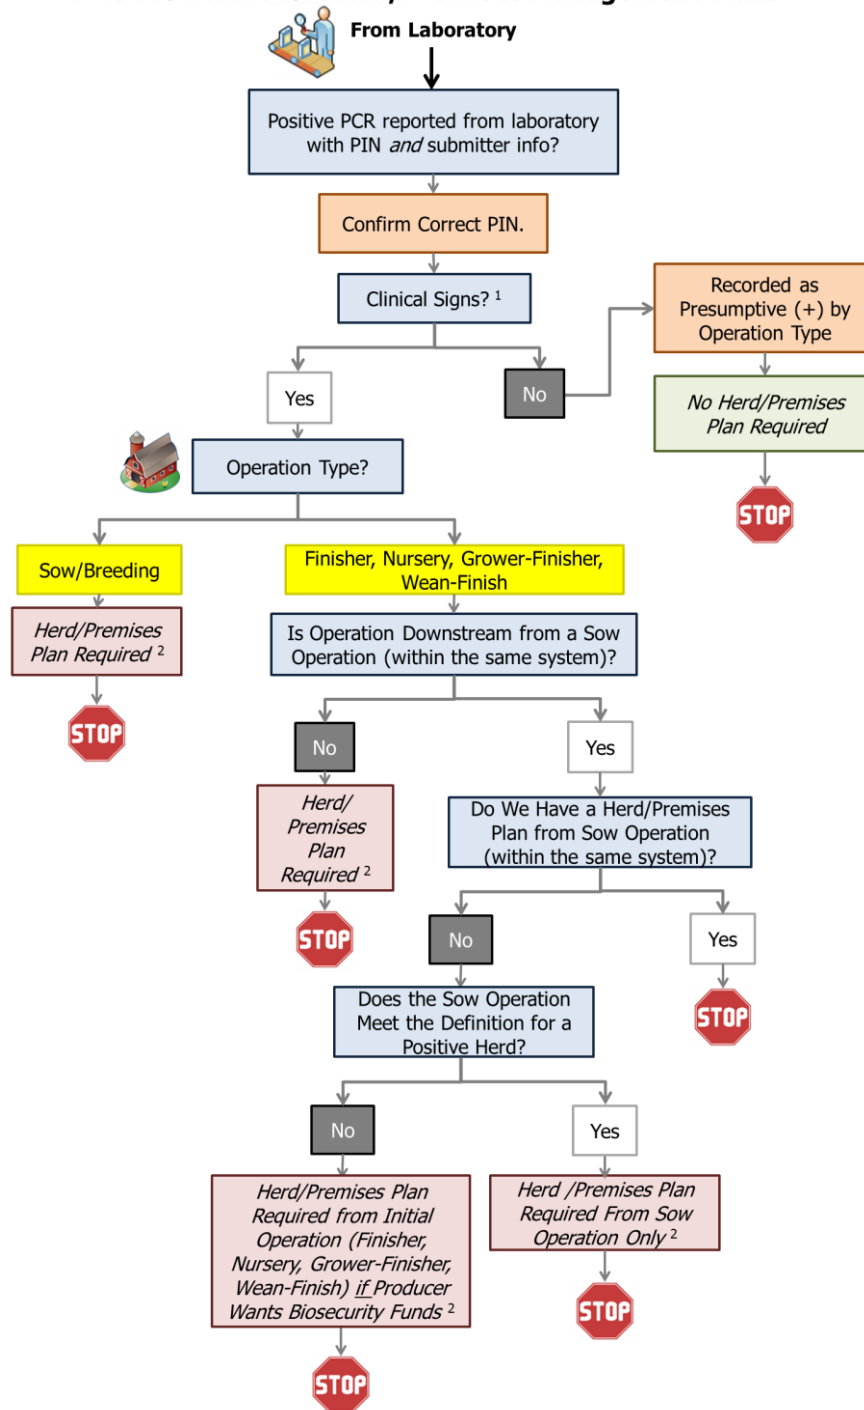 From Laboratory
Positive PCR reported from laboratory
with PIN and submitter info?
Confirm Correct PIN.
Clinical Signs? 1
Recorded as
Presumptive (+) by
Operation Type
Yes
No
No Herd/Premises
Plan Required
STOP
Operation Type?
Sow/Breeding
Finisher, Nursery, Grower-Finisher,
Wean-Finish
Herd/Premises
Plan Required 2
STOP
Is Operation Downstream from a Sow
Operation (within the same system)?
No
Yes
Herd/
Premises
Plan
Required 2
STOP
Do We Have a Herd/Premises
Plan from Sow Operation
(within the same system)?
No
Yes
STOP
Does the Sow Operation
Meet the Definition for a
Positive Herd?
No
Yes
Herd/Premises Plan
Required from Initial
Operation (Finisher,
Nursery, Grower-Finisher,
Wean-Finish) if Producer
Wants Biosecurity Funds 2
STOP
Herd /Premises Plan
Required From Sow
Operation Only 2
STOP